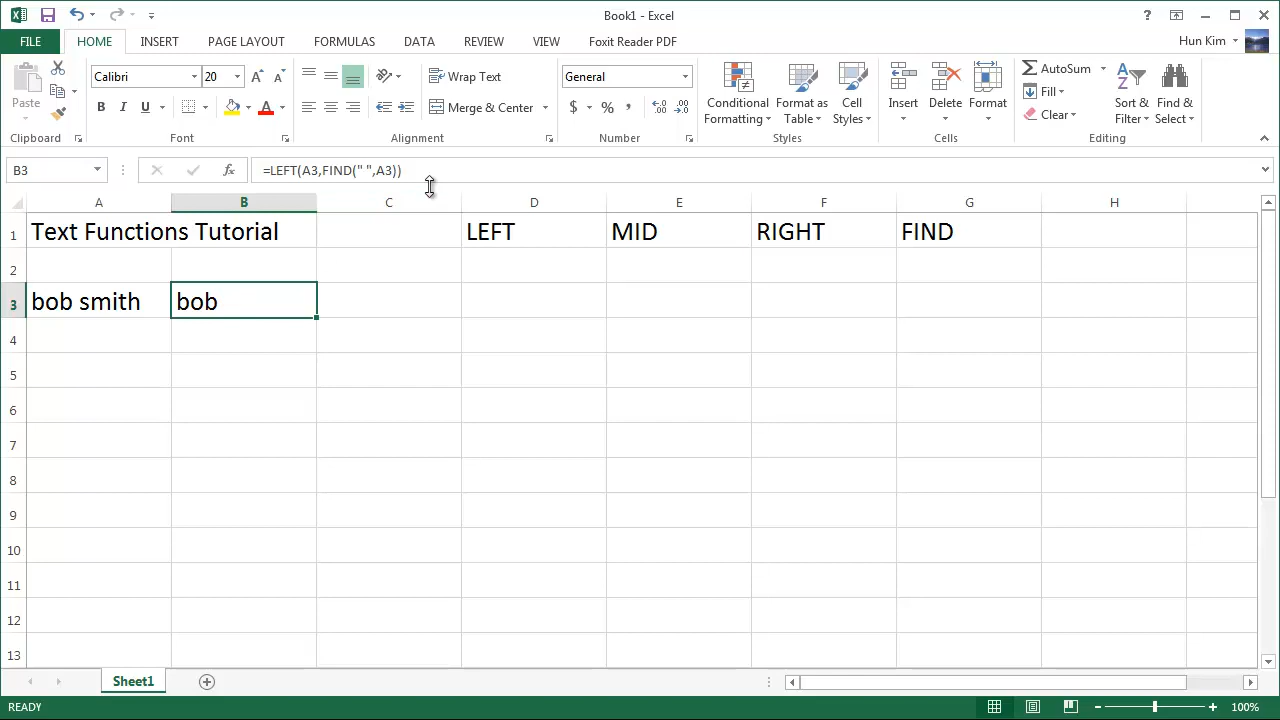 Book1 - Excel
FILE HOME INSERT PAGE LAYOUT FORMULAS DATA REVIEW VIEW Foxit Reader PDF Hun Kim
Paste
Calibri 20
B I U
A A
A
Wrap Text
Merge & Center
General
$ % ,
Conditional Formatting
Format as Table
Cell Styles
Insert Delete Format
AutoSum
Fill
Clear
Sort & Filter
Find & Select
Clipboard Font Alignment Number Styles Cells Editing
B3 fx =LEFT(A3,FIND(" ",A3))
A B C D E F G H
1 Text Functions Tutorial LEFT MID RIGHT FIND
2
3 bob smith bob
4
5
6
7
8
9
10
11
12
13
Sheet1
READY 100%